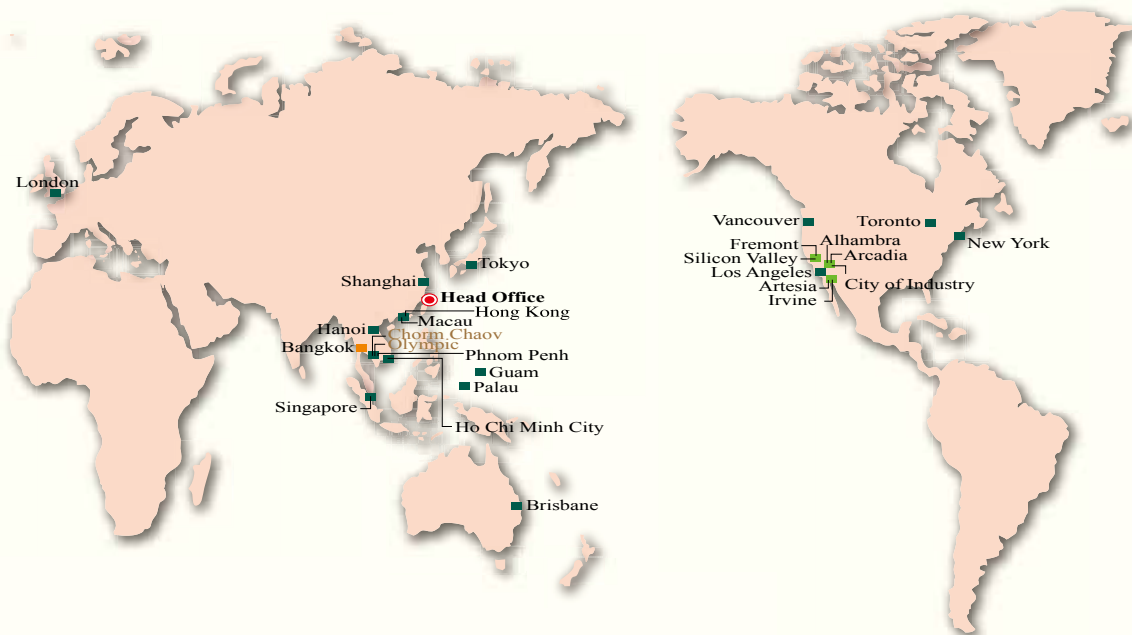 London
Tokyo
Shanghai
Head Office
Hong Kong
Macau
Hanoi
Chorm Chaov
Olympic
Bangkok
Phnom Penh
Guam
Palau
Singapore
Ho Chi Minh City
Brisbane
Vancouver
Toronto
New York
Fremont
Alhambra
Silicon Valley
Arcadia
Los Angeles
Artesia
City of Industry
Irvine